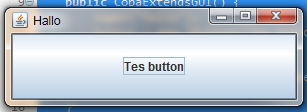 public CobaExtendsGUI() {
Hallo
Tes button